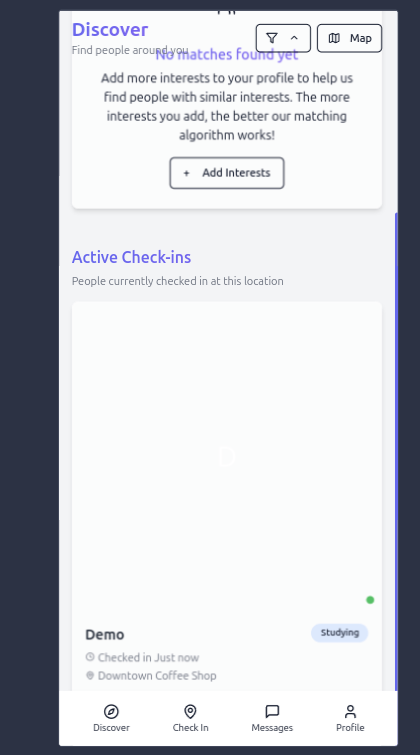 Discover
Find people around you
Map
No matches found yet
Add more interests to your profile to help us
find people with similar interests. The more
interests you add, the better our matching
algorithm works!
+ Add Interests
Active Check-ins
People currently checked in at this location
D
Demo
Studying
Checked in Just now
Downtown Coffee Shop
Discover
Check In
Messages
Profile